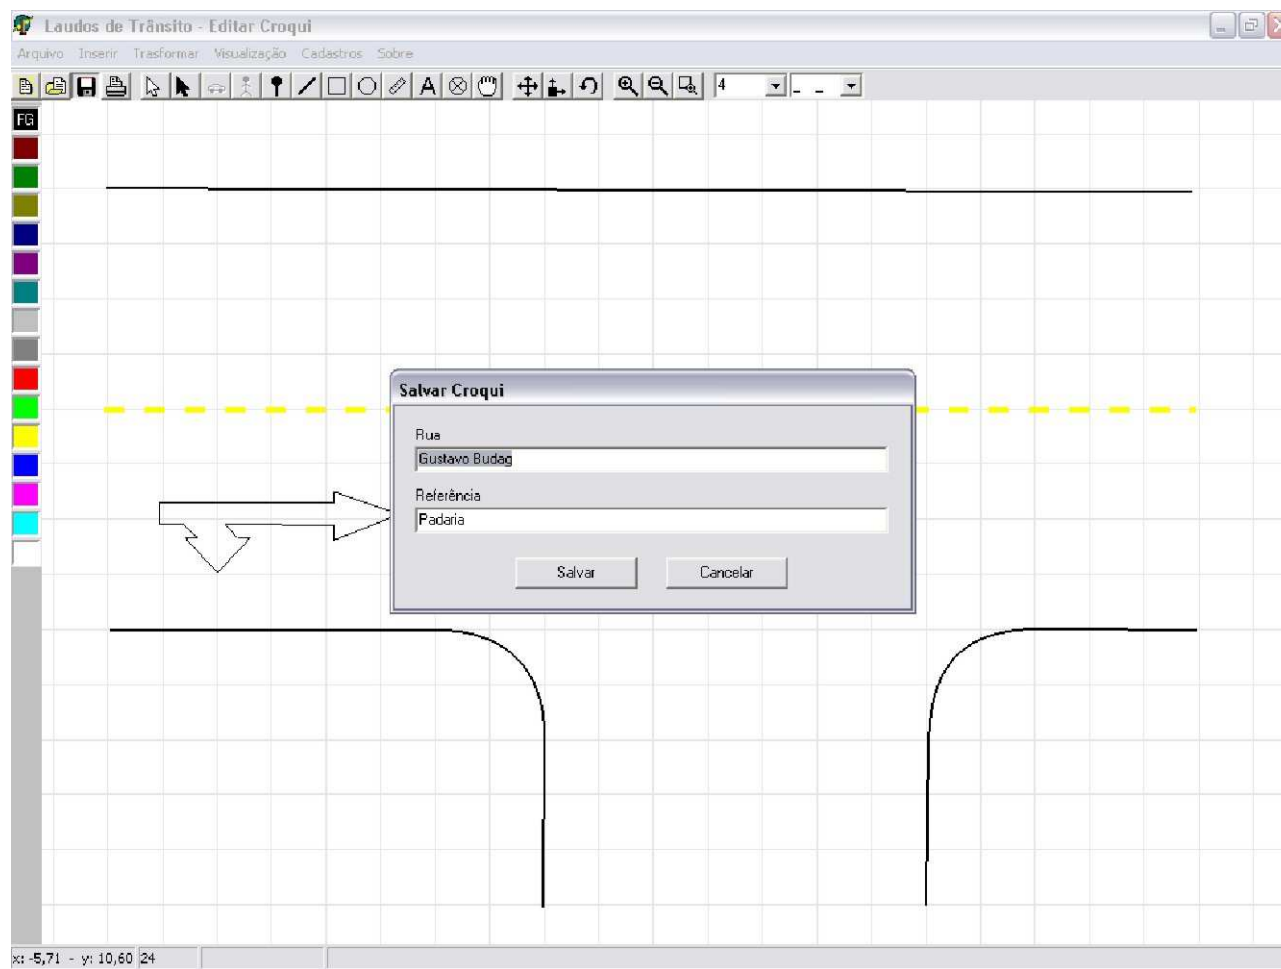 Laudos de Trânsito - Editar Croqui
Arquivo Inserir Trasformar Visualização Cadastros Sobre
A 4 _ _
FG
Salvar Croqui
Rua
Gustavo Budag
Referência
Padaria
Salvar Cancelar
x: -5,71 - y: 10,60 24